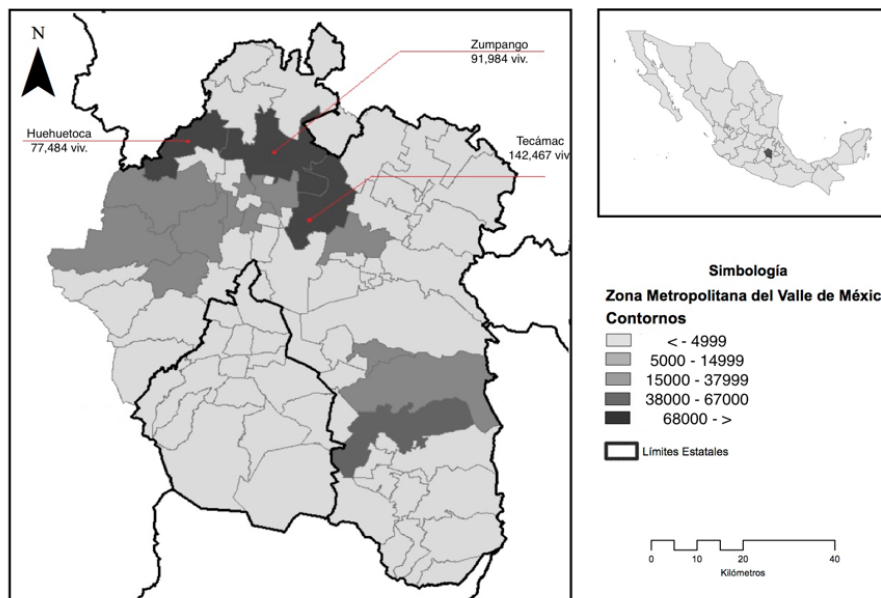 N
Zumpango
91,984 viv.
Huehuetoca
77,484 viv.
Tecámac
142,467 viv
Simbología
Zona Metropolitana del Valle de Méxic
Contornos
< - 4999
5000 - 14999
15000 - 37999
38000 - 67000
68000 - >
Límites Estatales
0 5 10 20 40
Kilómetros